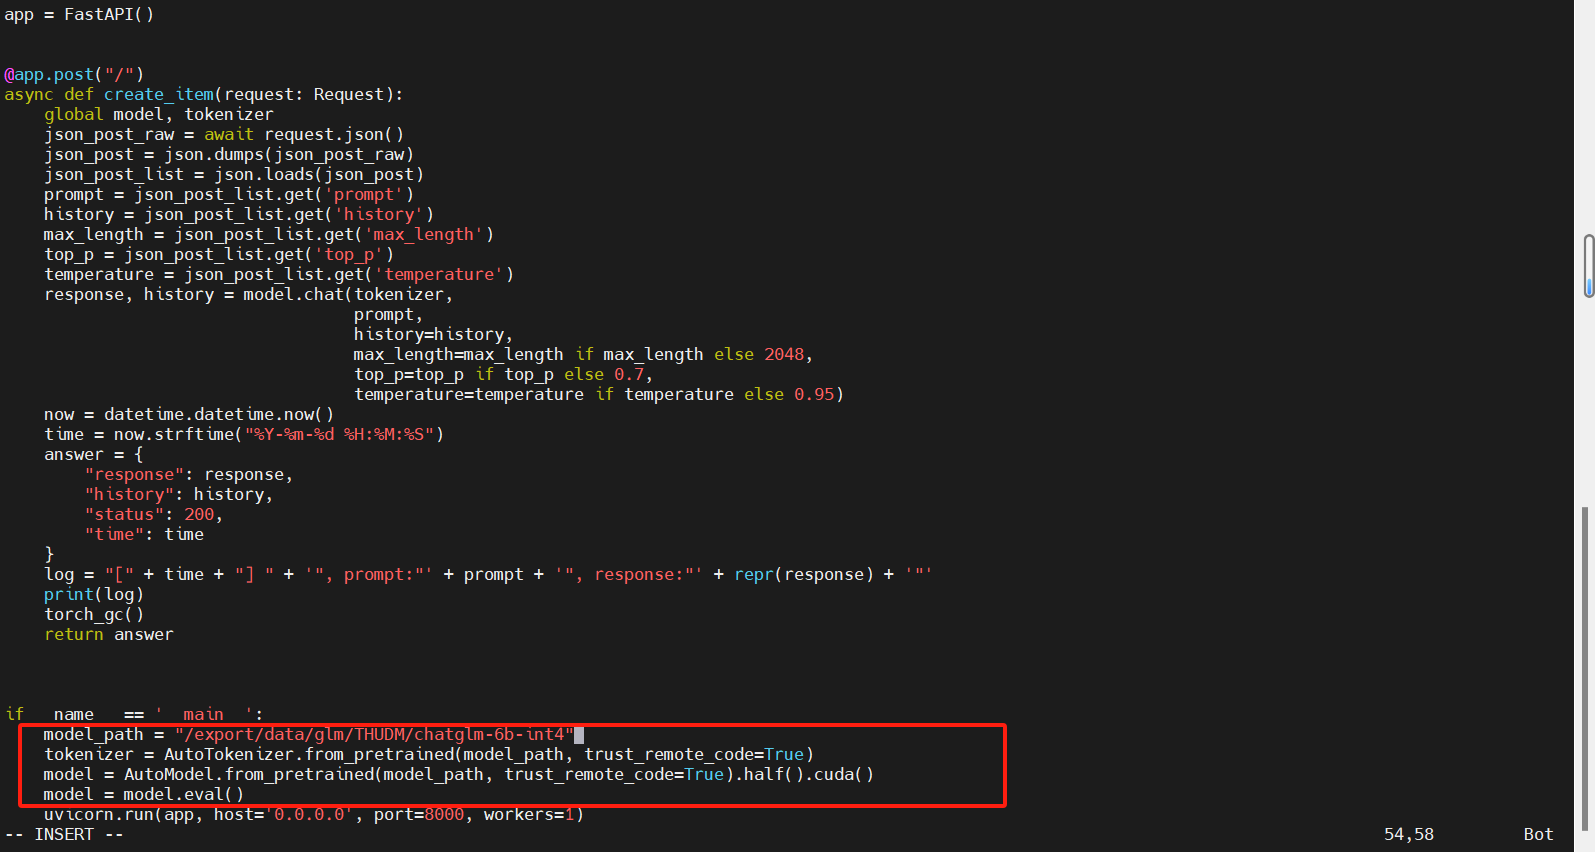 app = FastAPI()
@app.post("/")
async def create_item(request: Request):
    global model, tokenizer
    json_post_raw = await request.json()
    json_post = json.dumps(json_post_raw)
    json_post_list = json.loads(json_post)
    prompt = json_post_list.get('prompt')
    history = json_post_list.get('history')
    max_length = json_post_list.get('max_length')
    top_p = json_post_list.get('top_p')
    temperature = json_post_list.get('temperature')
    response, history = model.chat(tokenizer,
                                   prompt,
                                   history=history,
                                   max_length=max_length if max_length else 2048,
                                   top_p=top_p if top_p else 0.7,
                                   temperature=temperature if temperature else 0.95)
    now = datetime.datetime.now()
    time = now.strftime("%Y-%m-%d %H:%M:%S")
    answer = {
        "response": response,
        "history": history,
        "status": 200,
        "time": time
    }
    log = "[" + time + "] " + '", prompt:"' + prompt + '", response:"' + repr(response) + '"'
    print(log)
    torch_gc()
    return answer
if __name__ == '__main__':
    model_path = "/export/data/glm/THUDM/chatglm-6b-int4"
    tokenizer = AutoTokenizer.from_pretrained(model_path, trust_remote_code=True)
    model = AutoModel.from_pretrained(model_path, trust_remote_code=True).half().cuda()
    model = model.eval()
    uvicorn.run(app, host='0.0.0.0', port=8000, workers=1)
-- INSERT -- 54,58 Bot